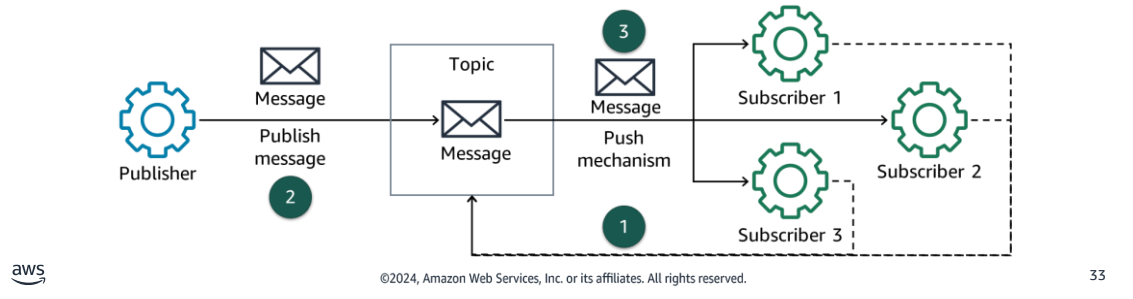 3
Topic
Message
Message
Subscriber 1
Message
Publish
message
Message
Push
mechanism
Publisher
Subscriber 2
2
1
Subscriber 3
aws
©2024, Amazon Web Services, Inc. or its affiliates. All rights reserved.
33